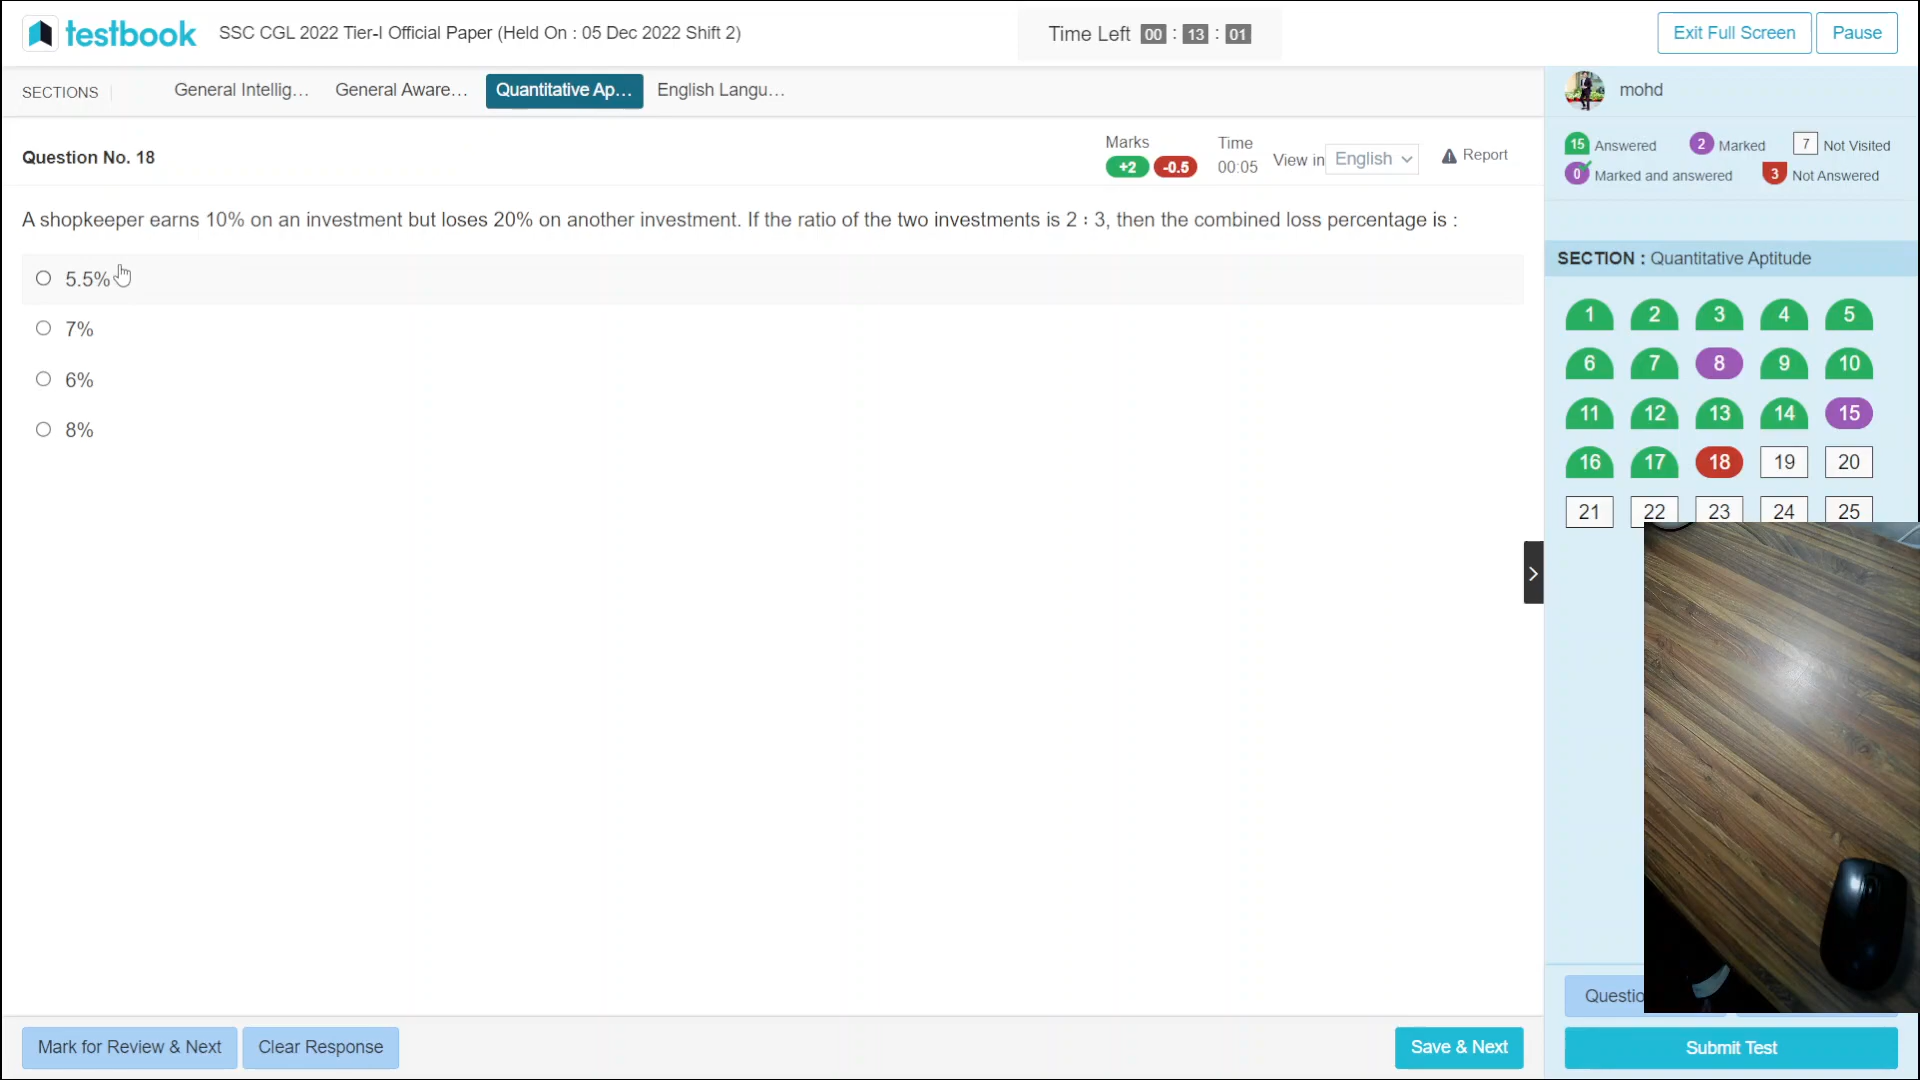 testbook SSC CGL 2022 Tier-I Official Paper (Held On : 05 Dec 2022 Shift 2) Time Left 00 : 13 : 01 Exit Full Screen Pause
SECTIONS General Intellig... General Aware... Quantitative Ap... English Langu...
mohd
Question No. 18
Marks
+2 -0.5
Time
00:05
View in English
Report
15 Answered 2 Marked 7 Not Visited
0 Marked and answered 3 Not Answered
A shopkeeper earns 10% on an investment but loses 20% on another investment. If the ratio of the two investments is 2 : 3, then the combined loss percentage is :
5.5%
7%
6%
8%
SECTION : Quantitative Aptitude
1 2 3 4 5
6 7 8 9 10
11 12 13 14 15
16 17 18 19 20
21 22 23 24 25
Mark for Review & Next Clear Response Save & Next
Submit Test